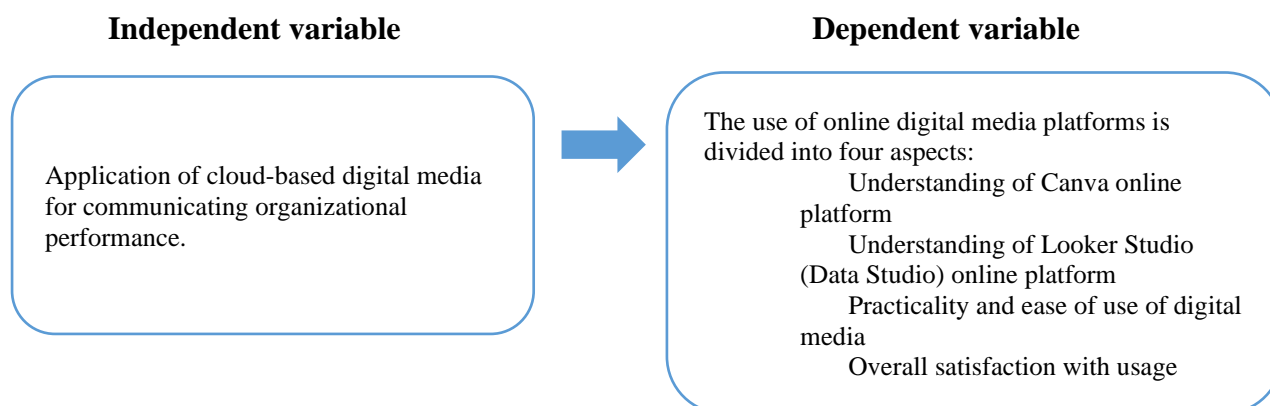 Independent variable
Dependent variable
Application of cloud-based digital media
for communicating organizational
performance.
The use of online digital media platforms is
divided into four aspects:
Understanding of Canva online
platform
Understanding of Looker Studio
(Data Studio) online platform
Practicality and ease of use of digital
media
Overall satisfaction with usage